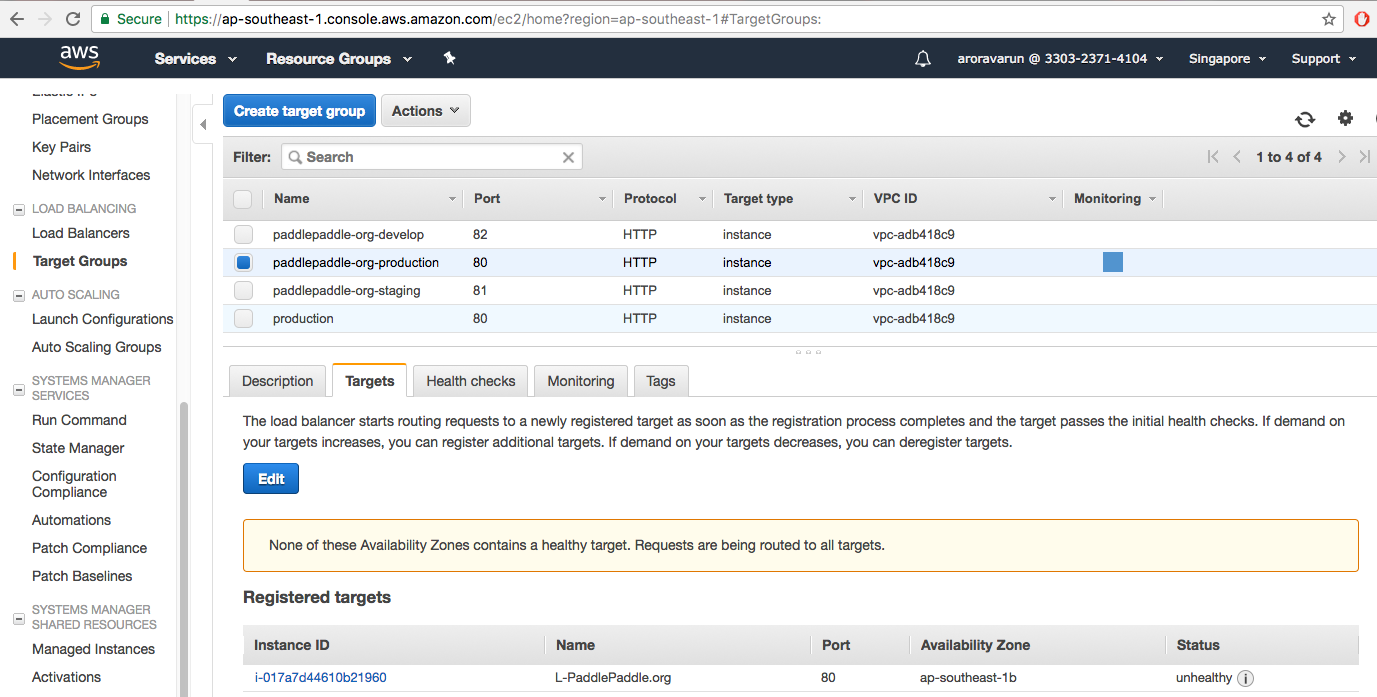 Secure https://ap-southeast-1.console.aws.amazon.com/ec2/home?region=ap-southeast-1#TargetGroups:
aws Services Resource Groups aroravarun @ 3303-2371-4104 Singapore Support
Placement Groups
Key Pairs
Network Interfaces
LOAD BALANCING
Load Balancers
Target Groups
AUTO SCALING
Launch Configurations
Auto Scaling Groups
SYSTEMS MANAGER
SERVICES
Run Command
State Manager
Configuration
Compliance
Automations
Patch Compliance
Patch Baselines
SYSTEMS MANAGER
SHARED RESOURCES
Managed Instances
Activations
Create target group Actions
Filter: Search 1 to 4 of 4
Name Port Protocol Target type VPC ID Monitoring
paddlepaddle-org-develop 82 HTTP instance vpc-adb418c9
paddlepaddle-org-production 80 HTTP instance vpc-adb418c9
paddlepaddle-org-staging 81 HTTP instance vpc-adb418c9
production 80 HTTP instance vpc-adb418c9
Description Targets Health checks Monitoring Tags
The load balancer starts routing requests to a newly registered target as soon as the registration process completes and the target passes the initial health checks. If demand on
your targets increases, you can register additional targets. If demand on your targets decreases, you can deregister targets.
Edit
None of these Availability Zones contains a healthy target. Requests are being routed to all targets.
Registered targets
Instance ID Name Port Availability Zone Status
i-017a7d44610b21960 L-PaddlePaddle.org 80 ap-southeast-1b unhealthy